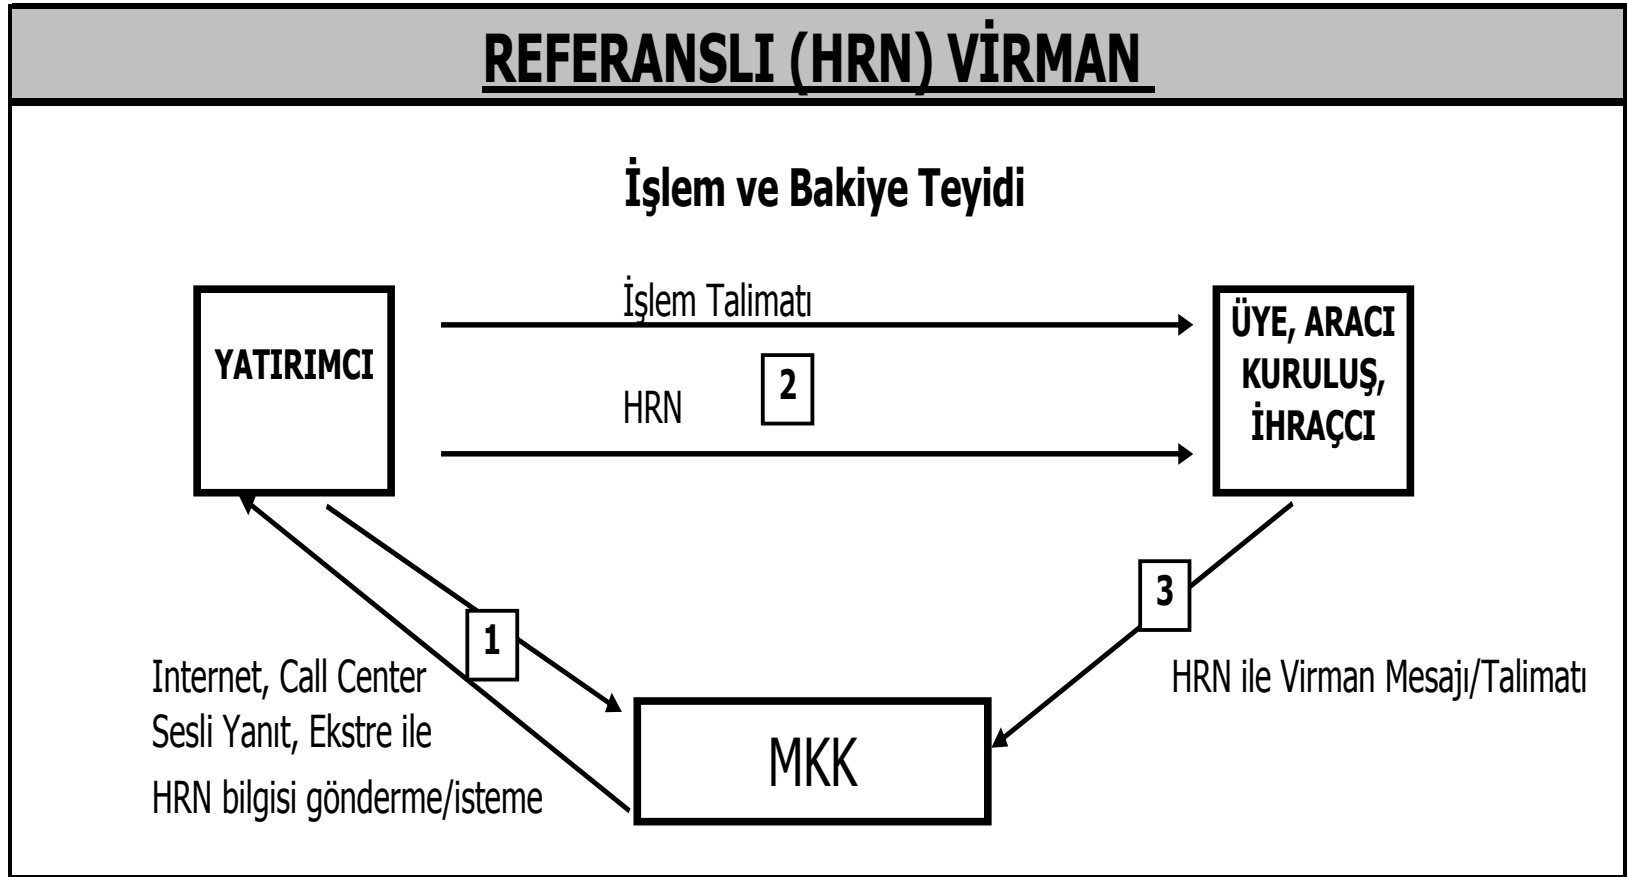 REFERANSLI (HRN) VİRMAN
İşlem ve Bakiye Teyidi
İşlem Talimatı
YATIRIMCI
ÜYE, ARACI
KURULUŞ,
İHRAÇCI
2
HRN
1
3
Internet, Call Center
Sesli Yanıt, Ekstre ile
HRN bilgisi gönderme/isteme
HRN ile Virman Mesajı/Talimatı
MKK